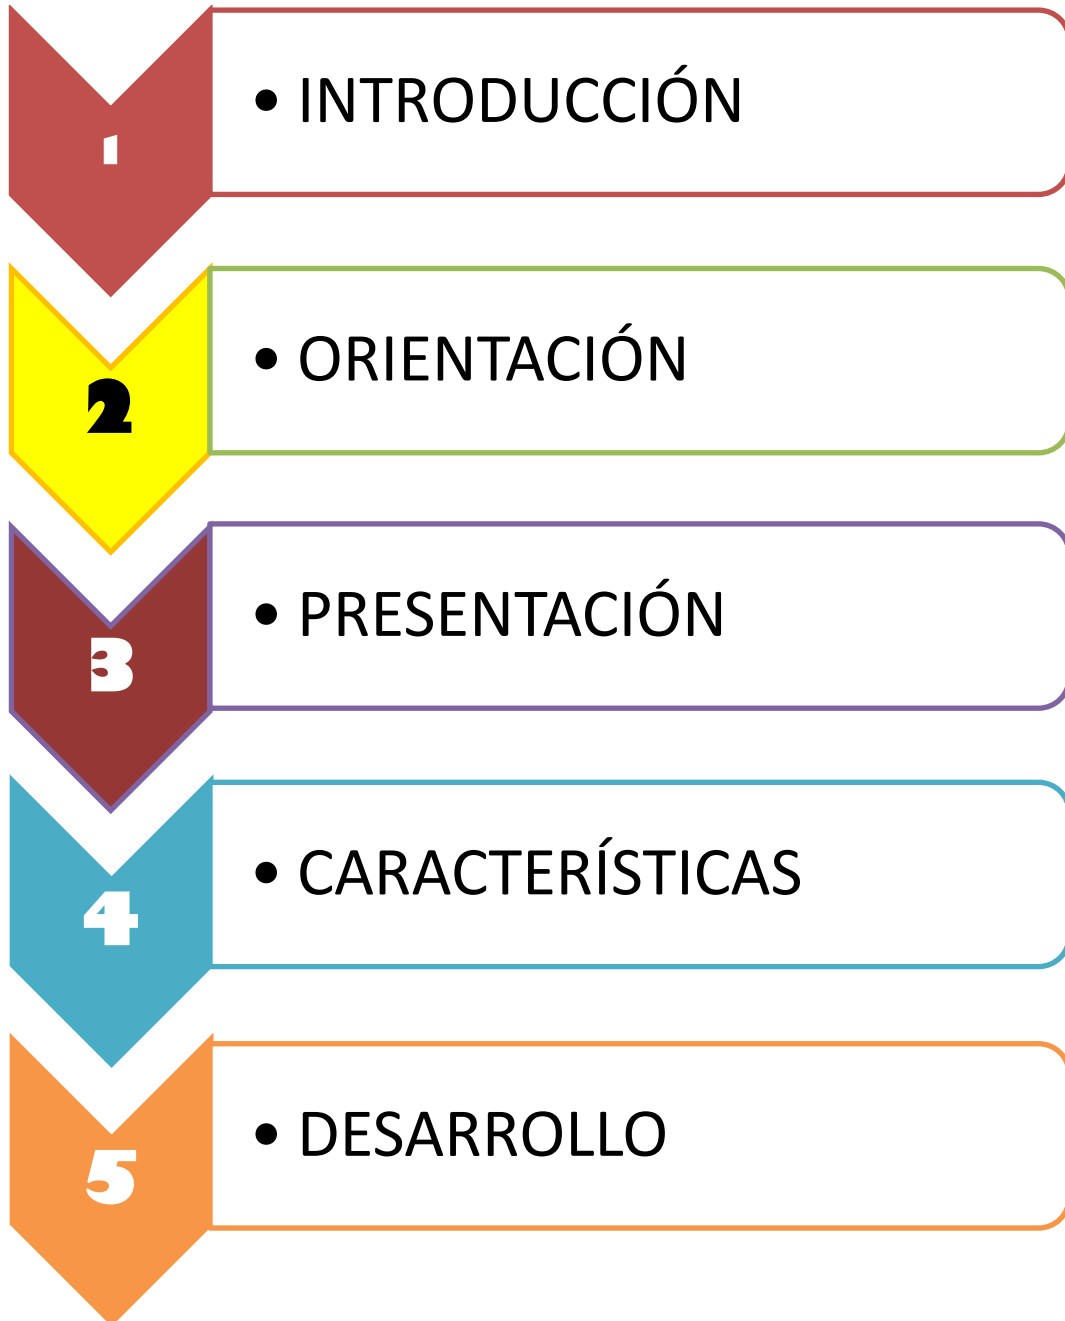 1
• INTRODUCCIÓN
2
• ORIENTACIÓN
3
• PRESENTACIÓN
4
• CARACTERÍSTICAS
5
• DESARROLLO